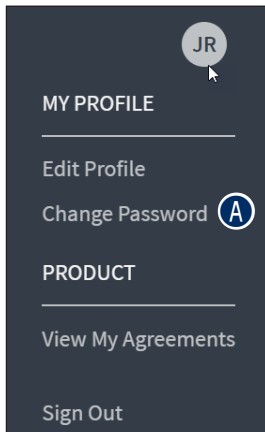 JR
MY PROFILE
Edit Profile
Change Password A
PRODUCT
View My Agreements
Sign Out